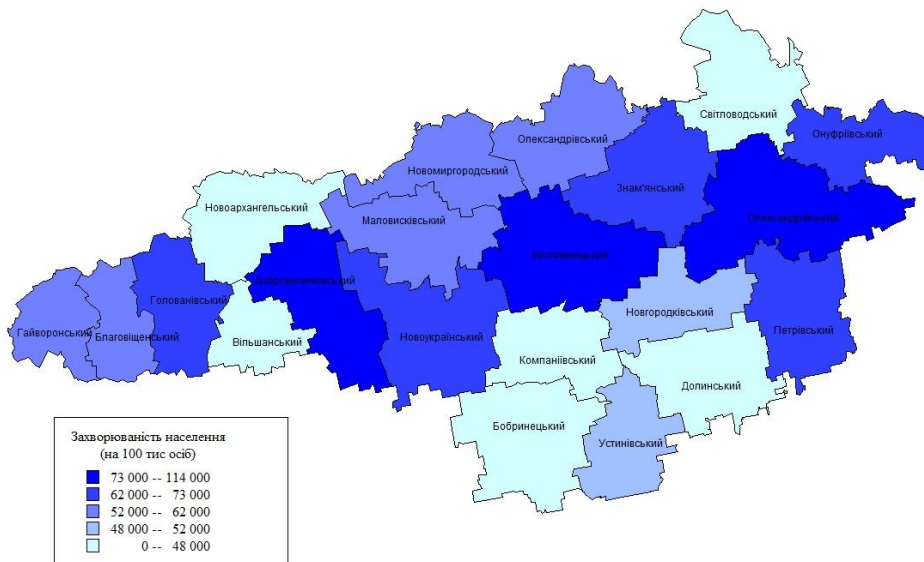 Світловодський
Онуфріївський
Олександрівський
Новомиргородський
Знам'янський
Новоархангельський
Маловисківський
Олександрійський
Кропивницький
Голованівський
Новгородківський
Гайворонський
Благовіщенський
Вільшанський
Новоукраїнський
Петрівський
Компаніївський
Долинський
Бобринецький
Устинівський
Захворюваність населення
(на 100 тис осіб)
73 000 -- 114 000
62 000 -- 73 000
52 000 -- 62 000
48 000 -- 52 000
0 -- 48 000